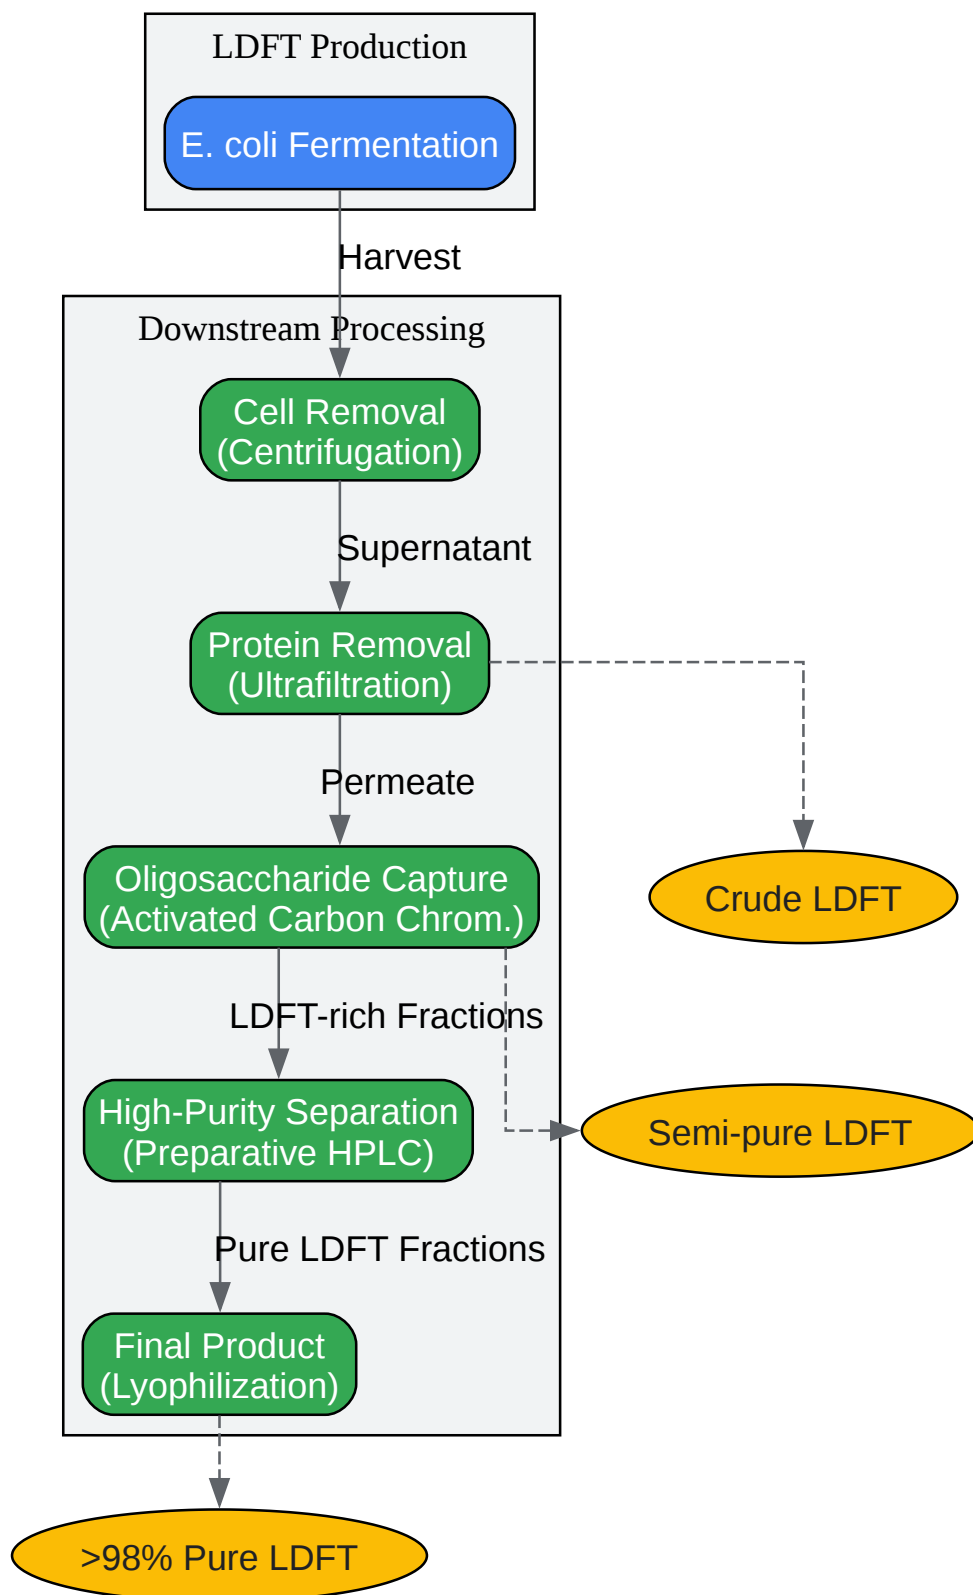 LDFT Production
E. coli Fermentation
Harvest
Downstream Processing
Cell Removal
(Centrifugation)
Supernatant
Protein Removal
(Ultrafiltration)
Permeate
Oligosaccharide Capture
(Activated Carbon Chrom.)
Crude LDFT
LDFT-rich Fractions
High-Purity Separation
(Preparative HPLC)
Semi-pure LDFT
Pure LDFT Fractions
Final Product
(Lyophilization)
>98% Pure LDFT